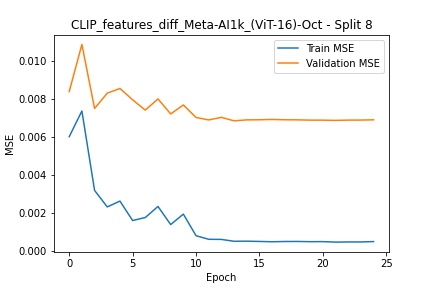 CLIP_features_diff_Meta-AI1k_(ViT-16)-Oct - Split 8
Train MSE
Validation MSE
0.010
0.008
0.006
0.004
0.002
0.000
MSE
0 5 10 15 20 25
Epoch